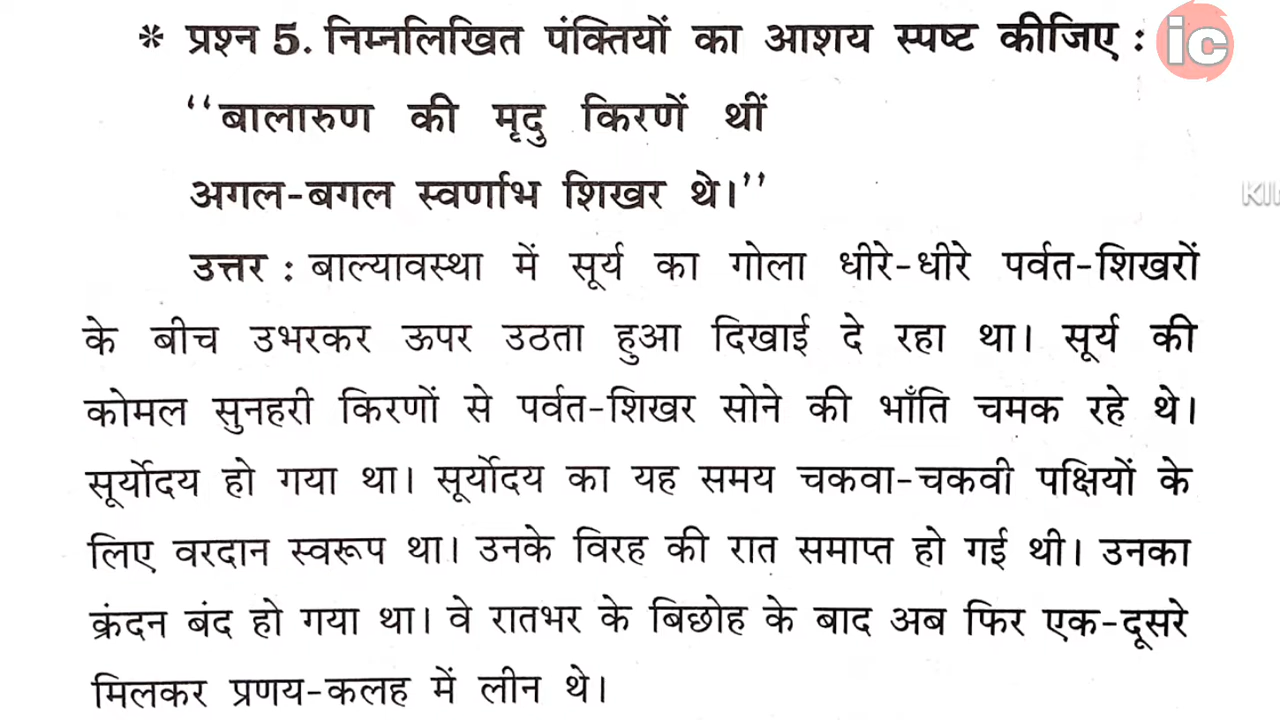 * प्रश्न 5. निम्नलिखित पंक्तियों का आशय स्पष्ट कीजिए :
ic
‘‘बालारुण की मृदु किरणें थीं
अगल-बगल स्वर्णाभ शिखर थे।’’
KIN
उत्तर : बाल्यावस्था में सूर्य का गोला धीरे-धीरे पर्वत-शिखरों
के बीच उभरकर ऊपर उठता हुआ दिखाई दे रहा था। सूर्य की
कोमल सुनहरी किरणों से पर्वत-शिखर सोने की भाँति चमक रहे थे।
सूर्योदय हो गया था। सूर्योदय का यह समय चकवा-चकवी पक्षियों के
लिए वरदान स्वरूप था। उनके विरह की रात समाप्त हो गई थी। उनका
क्रंदन बंद हो गया था। वे रातभर के बिछोह के बाद अब फिर एक-दूसरे
मिलकर प्रणय-कलह में लीन थे।